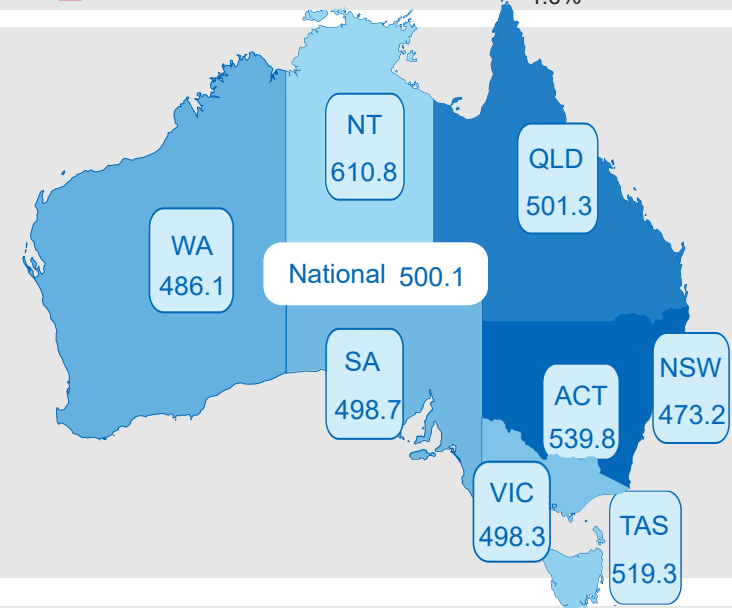 NT
610.8
QLD
501.3
WA
486.1
National 500.1
SA
498.7
ACT
539.8
NSW
473.2
VIC
498.3
TAS
519.3